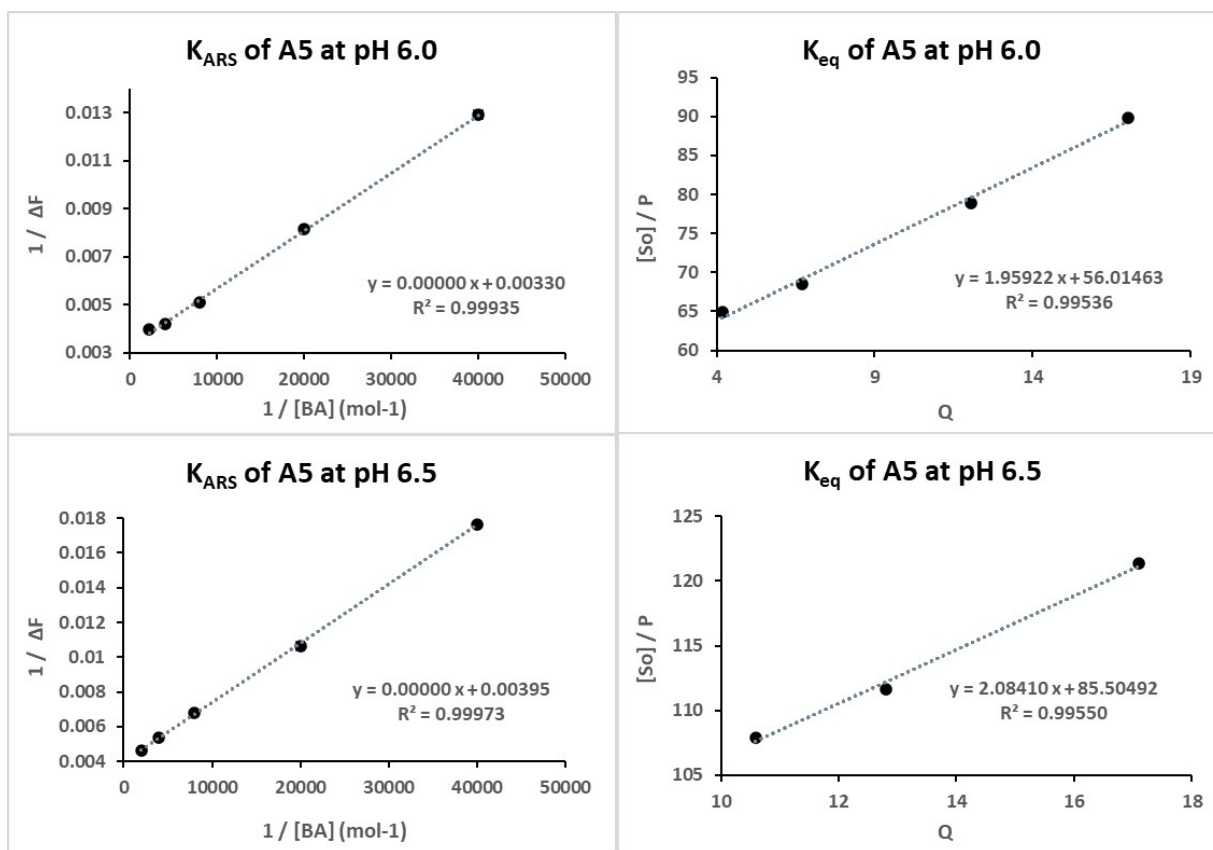 K_ARS of A5 at pH 6.0
0.013
0.011
0.009
0.007
0.005
0.003
1 / ΔF
y = 0.00000 x + 0.00330
R² = 0.99935
0 10000 20000 30000 40000 50000
1 / [BA] (mol-1)
K_eq of A5 at pH 6.0
95
90
85
80
75
70
65
60
[So] / P
y = 1.95922 x + 56.01463
R² = 0.99536
4 9 14 19
Q
K_ARS of A5 at pH 6.5
0.018
0.016
0.014
0.012
0.01
0.008
0.006
0.004
1 / ΔF
y = 0.00000 x + 0.00395
R² = 0.99973
0 10000 20000 30000 40000 50000
1 / [BA] (mol-1)
K_eq of A5 at pH 6.5
125
120
115
110
105
[So] / P
y = 2.08410 x + 85.50492
R² = 0.99550
10 12 14 16 18
Q